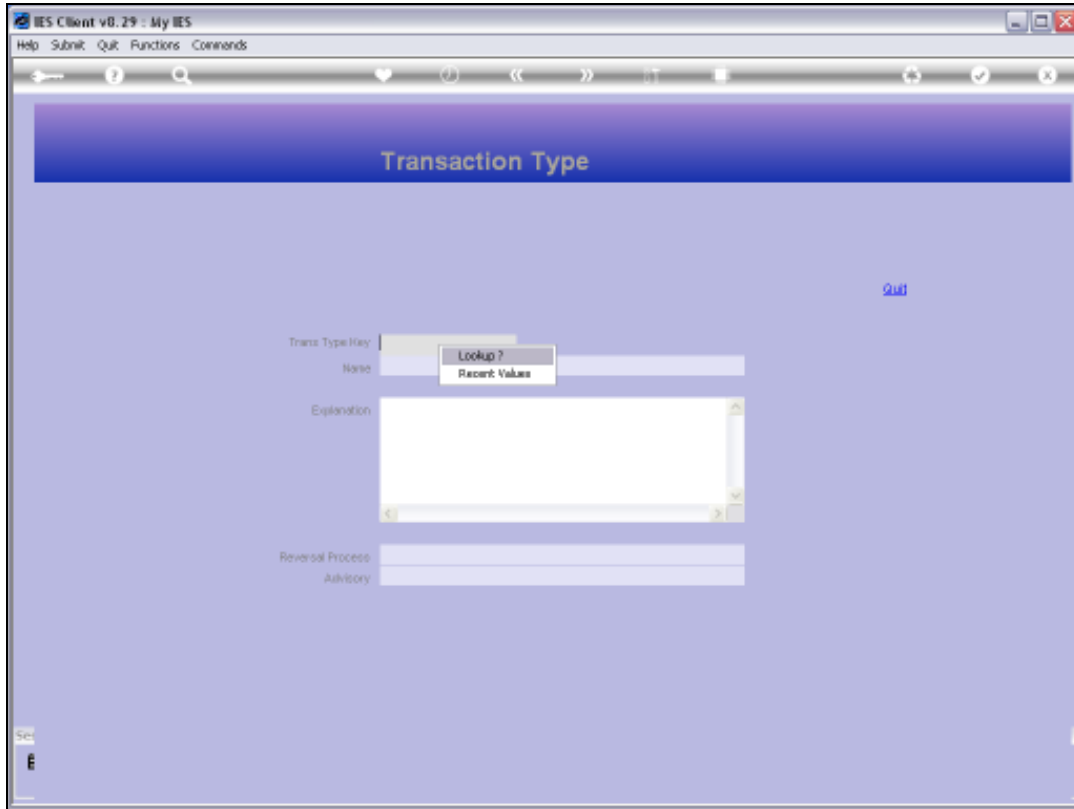 IES Client v8.29 : My IES
Help Submit Quit Functions Commands
Transaction Type
Quit
Trans Type Key
Lookup ?
Name
Recent Values
Explanation
Reversal Process
Advisory